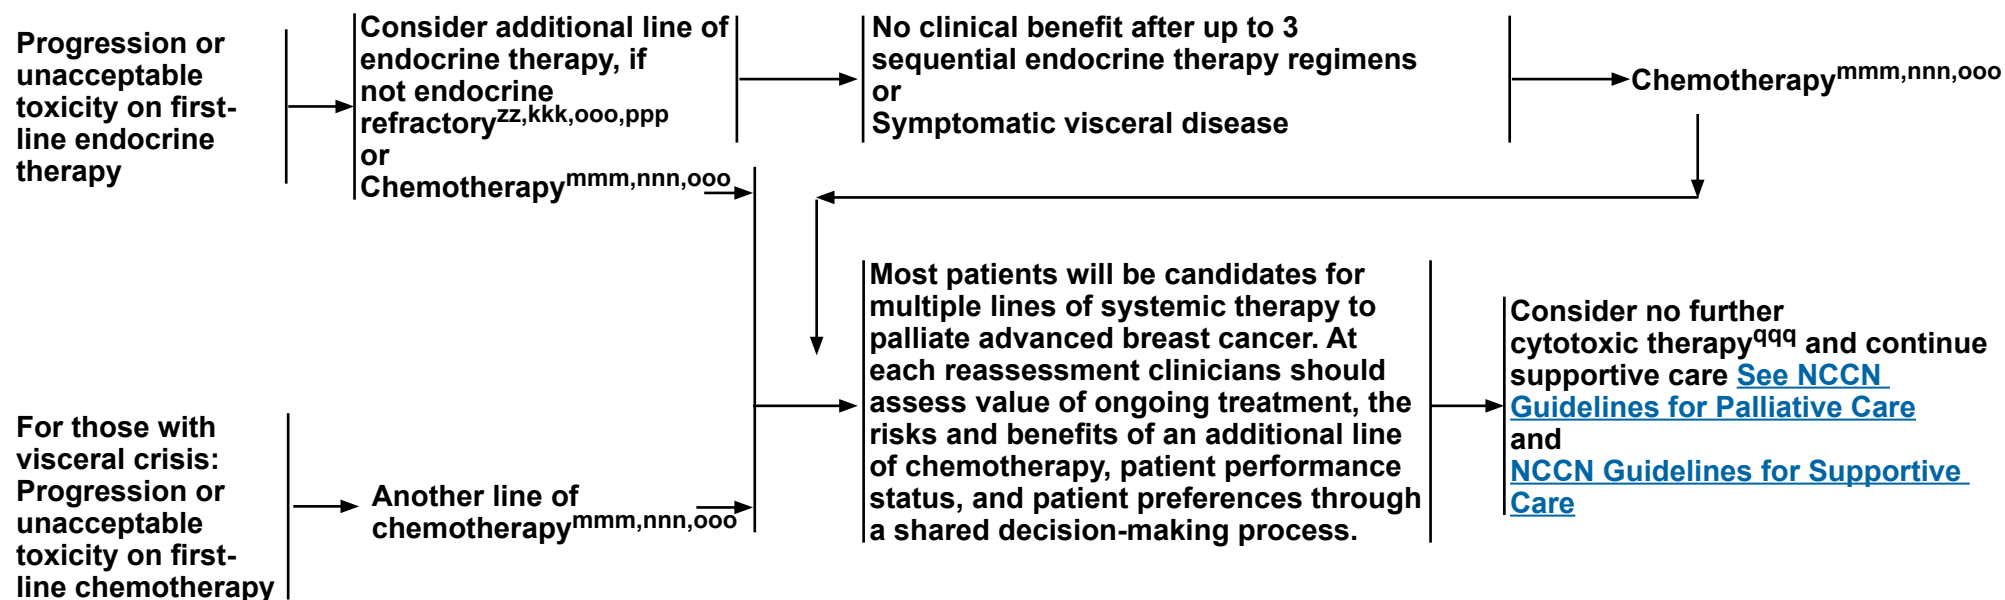 Progression or
unacceptable
toxicity on first-
line endocrine
therapy
Consider additional line of
endocrine therapy, if
not endocrine
refractoryzz,kkk,ooo,ppp
or
Chemotherapymmm,nnn,ooo
No clinical benefit after up to 3
sequential endocrine therapy regimens
or
Symptomatic visceral disease
Chemotherapymmm,nnn,ooo
For those with
visceral crisis:
Progression or
unacceptable
toxicity on first-
line chemotherapy
Another line of
chemotherapymmm,nnn,ooo
Most patients will be candidates for
multiple lines of systemic therapy to
palliate advanced breast cancer. At
each reassessment clinicians should
assess value of ongoing treatment, the
risks and benefits of an additional line
of chemotherapy, patient performance
status, and patient preferences through
a shared decision-making process.
Consider no further
cytotoxic therapyqqq and continue
supportive care See NCCN
Guidelines for Palliative Care
and
NCCN Guidelines for Supportive
Care